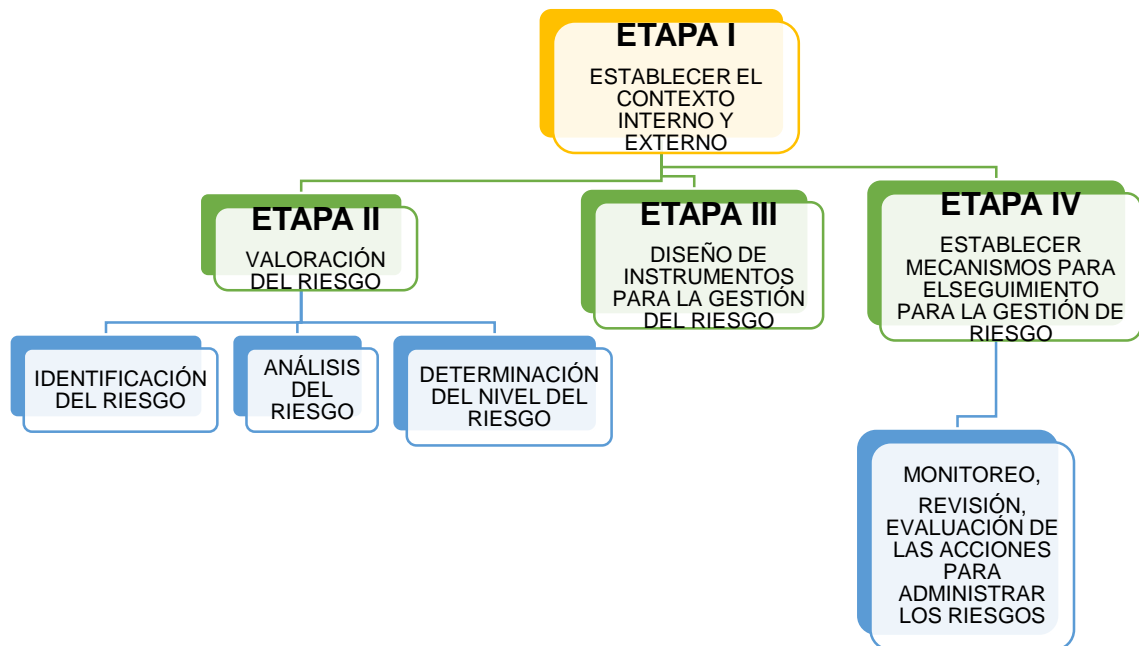 ETAPA I
ESTABLECER EL
CONTEXTO
INTERNO Y
EXTERNO
ETAPA II
VALORACIÓN
DEL RIESGO
ETAPA III
DISEÑO DE
INSTRUMENTOS
PARA LA GESTIÓN
DEL RIESGO
ETAPA IV
ESTABLECER
MECANISMOS PARA
ELSEGUIMIENTO
PARA LA GESTIÓN DE
RIESGO
IDENTIFICACIÓN
DEL RIESGO
ANÁLISIS
DEL
RIESGO
DETERMINACIÓN
DEL NIVEL DEL
RIESGO
MONITOREO,
REVISIÓN,
EVALUACIÓN DE
LAS ACCIONES
PARA
ADMINISTRAR
LOS RIESGOS